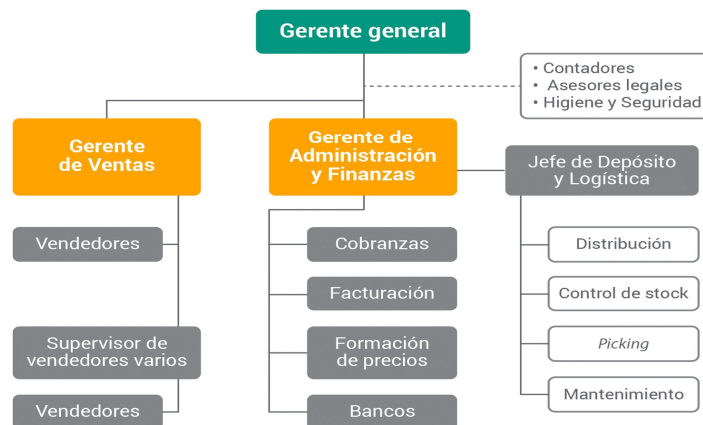 Gerente general
• Contadores
• Asesores legales
• Higiene y Seguridad
Gerente
de Ventas
Gerente de
Administración
y Finanzas
Jefe de Depósito
y Logística
Vendedores
Supervisor de
vendedores varios
Vendedores
Cobranzas
Facturación
Formación
de precios
Bancos
Distribución
Control de stock
Picking
Mantenimiento